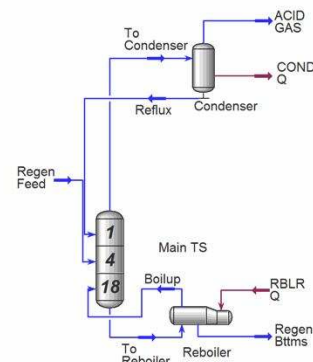 To
Condenser
ACID
GAS
COND
Q
Reflux
Condenser
Regen
Feed
1
Main TS
4
Boilup
RBLR
Q
18
To
Reboiler
Reboiler
Regen
Bttms